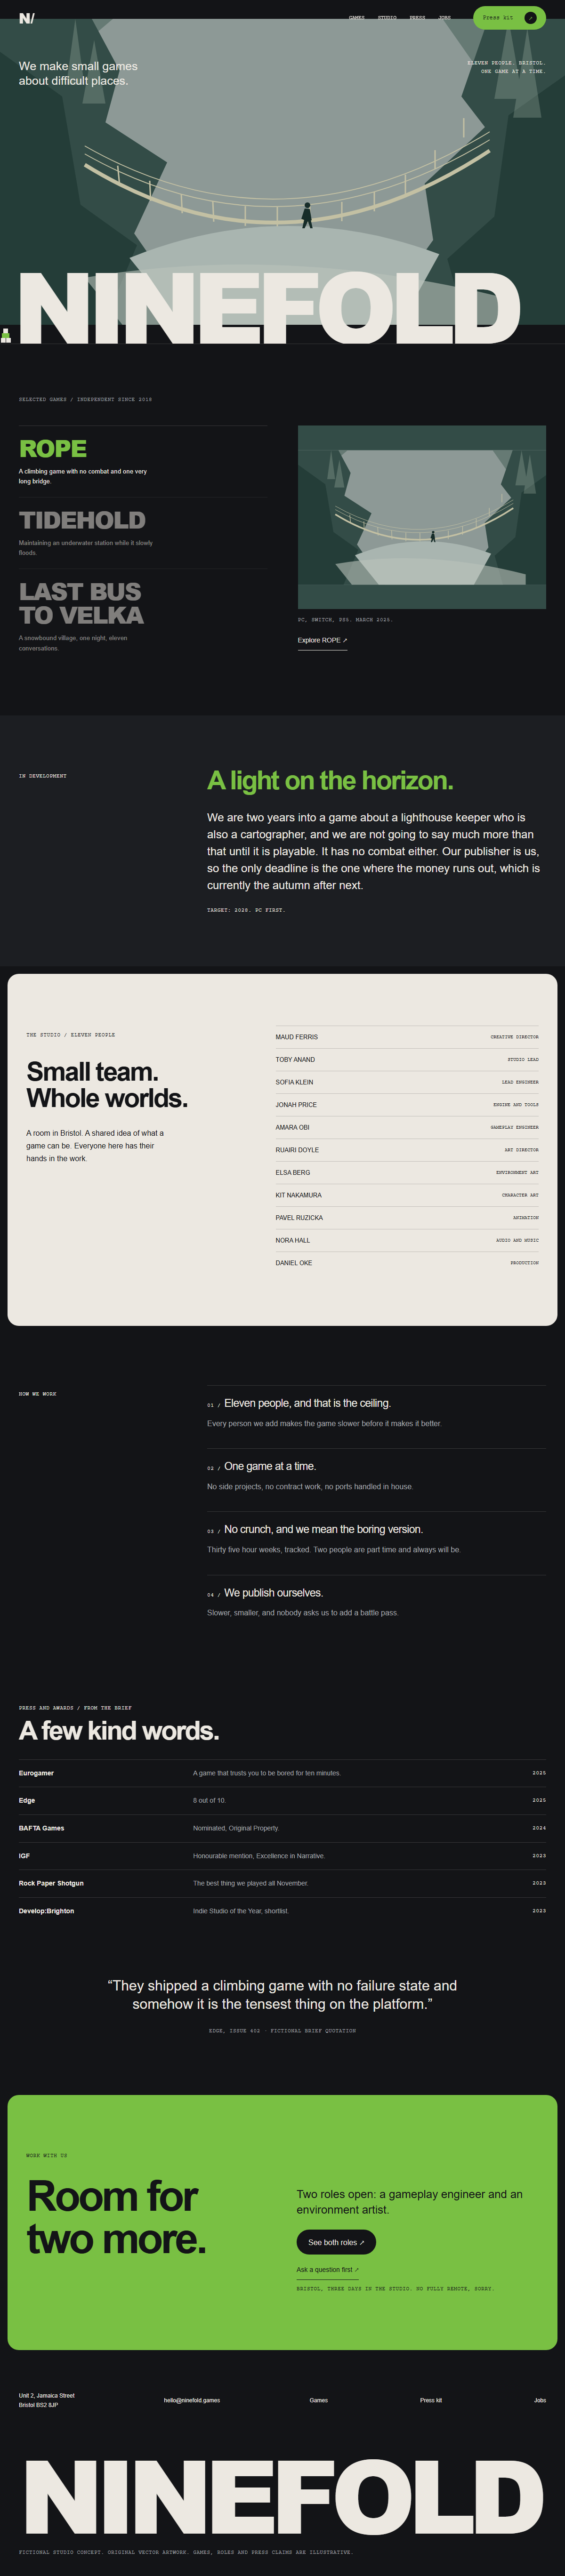 N/
GAMES STUDIO PRESS JOBS Press kit ↗
We make small games
about difficult places.
ELEVEN PEOPLE. BRISTOL.
ONE GAME AT A TIME.
NINEFOLD
SELECTED GAMES / INDEPENDENT SINCE 2018
ROPE
A climbing game with no combat and one very
long bridge.
TIDEHOLD
Maintaining an underwater station while it slowly
floods.
LAST BUS
TO VELKA
A snowbound village, one night, eleven
conversations.
PC, SWITCH, PS5. MARCH 2025.
Explore ROPE ↗
IN DEVELOPMENT
A light on the horizon.
We are two years into a game about a lighthouse keeper who is
also a cartographer, and we are not going to say much more than
that until it is playable. It has no combat either. Our publisher is us,
so the only deadline is the one where the money runs out, which is
currently the autumn after next.
TARGET: 2028. PC FIRST.
THE STUDIO / ELEVEN PEOPLE
Small team.
Whole worlds.
A room in Bristol. A shared idea of what a
game can be. Everyone here has their
hands in the work.
MAUD FERRIS CREATIVE DIRECTOR
TOBY ANAND STUDIO LEAD
SOFIA KLEIN LEAD ENGINEER
JONAH PRICE ENGINE AND TOOLS
AMARA OBI GAMEPLAY ENGINEER
RUAIRI DOYLE ART DIRECTOR
ELSA BERG ENVIRONMENT ART
KIT NAKAMURA CHARACTER ART
PAVEL RUZICKA ANIMATION
NORA HALL AUDIO AND MUSIC
DANIEL OKE PRODUCTION
HOW WE WORK
01 / Eleven people, and that is the ceiling.
Every person we add makes the game slower before it makes it better.
02 / One game at a time.
No side projects, no contract work, no ports handled in house.
03 / No crunch, and we mean the boring version.
Thirty five hour weeks, tracked. Two people are part time and always will be.
04 / We publish ourselves.
Slower, smaller, and nobody asks us to add a battle pass.
PRESS AND AWARDS / FROM THE BRIEF
A few kind words.
Eurogamer A game that trusts you to be bored for ten minutes. 2025
Edge 8 out of 10. 2025
BAFTA Games Nominated, Original Property. 2024
IGF Honourable mention, Excellence in Narrative. 2023
Rock Paper Shotgun The best thing we played all November. 2023
Develop:Brighton Indie Studio of the Year, shortlist. 2023
“They shipped a climbing game with no failure state and
somehow it is the tensest thing on the platform.”
EDGE, ISSUE 402 · FICTIONAL BRIEF QUOTATION
WORK WITH US
Room for
two more.
Two roles open: a gameplay engineer and an
environment artist.
See both roles ↗
Ask a question first ↗
BRISTOL, THREE DAYS IN THE STUDIO. NO FULLY REMOTE, SORRY.
Unit 2, Jamaica Street
Bristol BS2 8JP
hello@ninefold.games
Games
Press kit
Jobs
NINEFOLD
FICTIONAL STUDIO CONCEPT. ORIGINAL VECTOR ARTWORK. GAMES, ROLES AND PRESS CLAIMS ARE ILLUSTRATIVE.